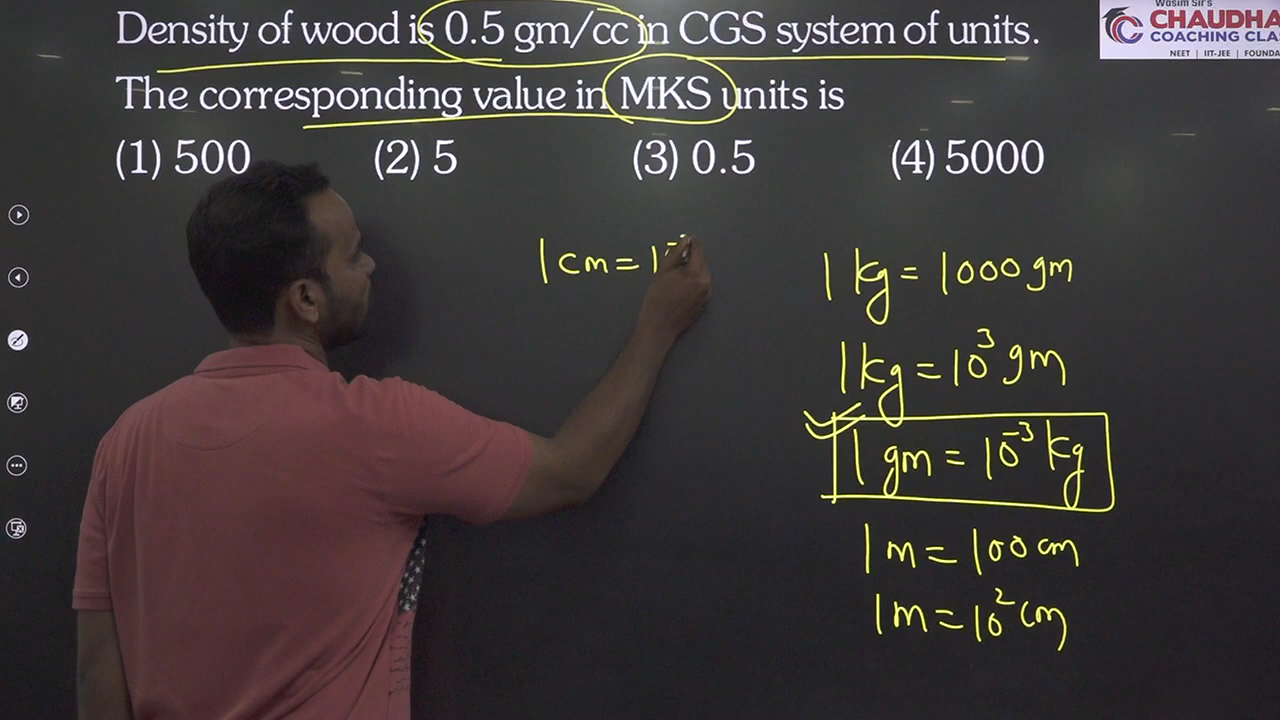 Density of wood is 0.5 gm/cc in CGS system of units.
The corresponding value in MKS units is
(1) 500 (2) 5 (3) 0.5 (4) 5000
Wasim Sir's
CHAUDHA
COACHING CLA
NEET | IIT-JEE | FOUNDA
1 cm = 1
1 kg = 1000 gm
1 kg = 10³ gm
1 gm = 10⁻³ kg
1 m = 100 cm
1 m = 10² cm